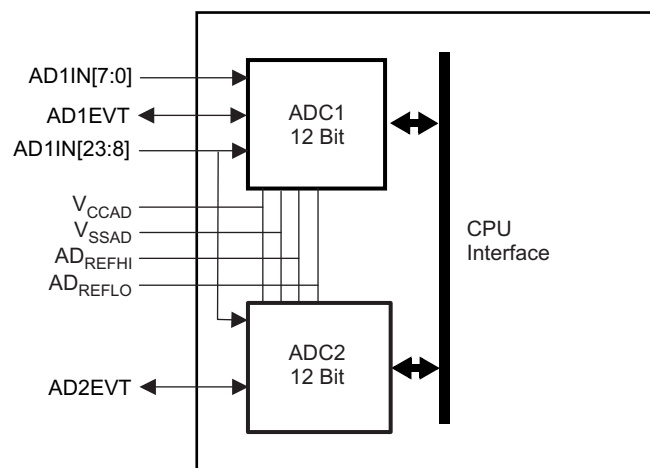 AD1IN[7:0]
AD1EVT
AD1IN[23:8]
ADC1
12 Bit
VCCAD
VSSAD
ADREFHI
ADREFLO
CPU
Interface
ADC2
12 Bit
AD2EVT